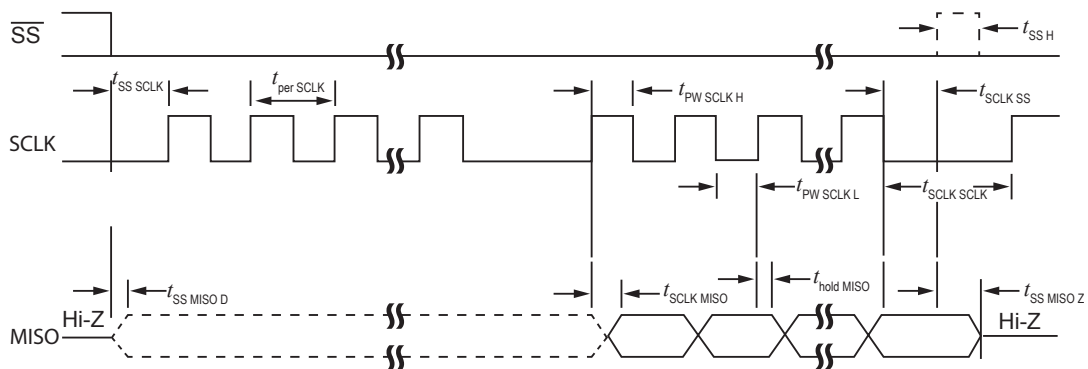 SS
t SS H
t SS SCLK
t per SCLK
t PW SCLK H
t SCLK SS
SCLK
t PW SCLK L
t SCLK SCLK
t SS MISO D
t SCLK MISO
t hold MISO
t SS MISO Z
Hi-Z
Hi-Z
MISO